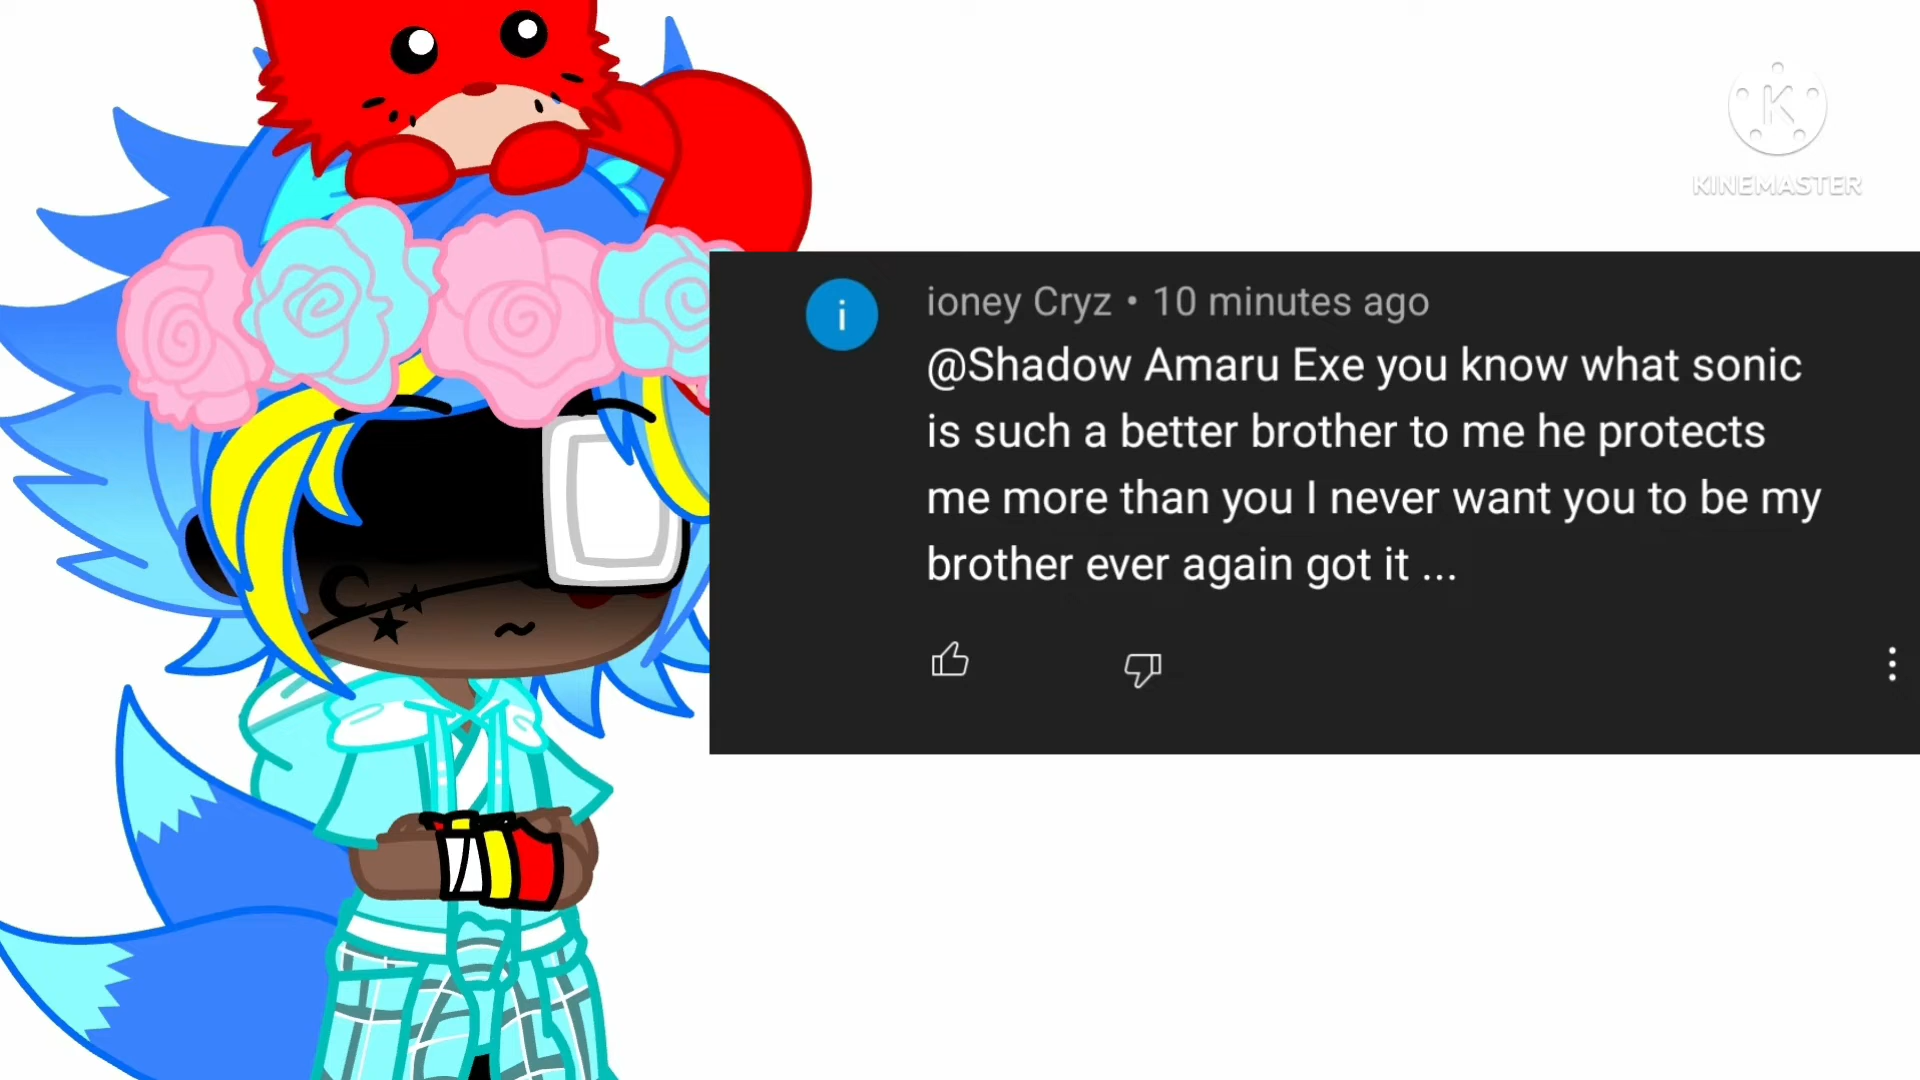 KINEMASTER
i
ioney Cryz • 10 minutes ago
@Shadow Amaru Exe you know what sonic
is such a better brother to me he protects
me more than you I never want you to be my
brother ever again got it ...